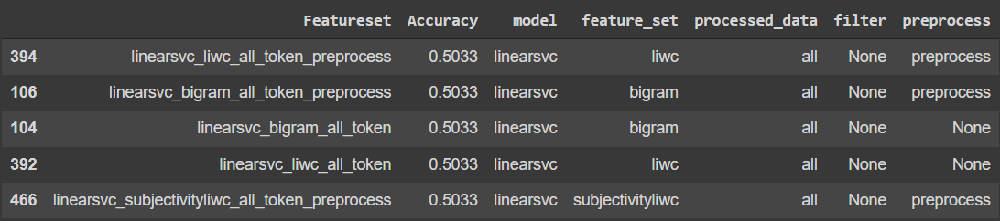 Featureset Accuracy model feature_set processed_data filter preprocess
394 linearsvc_liwc_all_token_preprocess 0.5033 linearsvc liwc all None preprocess
106 linearsvc_bigram_all_token_preprocess 0.5033 linearsvc bigram all None preprocess
104 linearsvc_bigram_all_token 0.5033 linearsvc bigram all None None
392 linearsvc_liwc_all_token 0.5033 linearsvc liwc all None None
466 linearsvc_subjectivityliwc_all_token_preprocess 0.5033 linearsvc subjectivityliwc all None preprocess